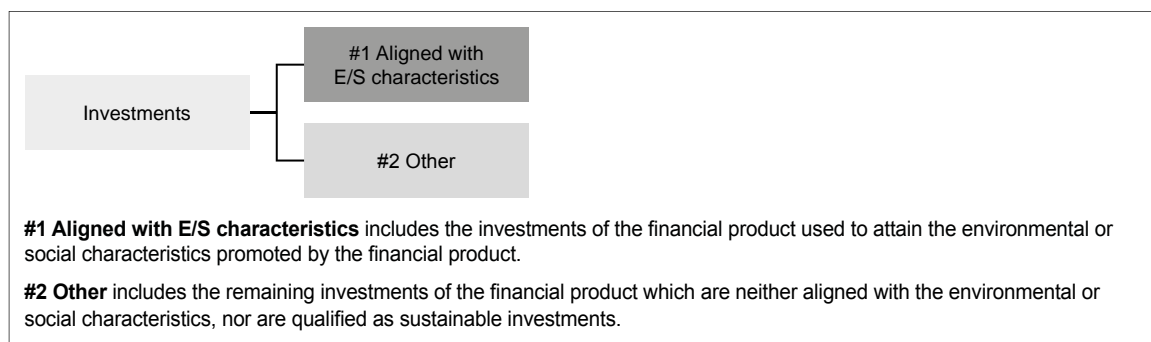 #1 Aligned with
E/S characteristics
Investments
#2 Other
#1 Aligned with E/S characteristics includes the investments of the financial product used to attain the environmental or
social characteristics promoted by the financial product.
#2 Other includes the remaining investments of the financial product which are neither aligned with the environmental or
social characteristics, nor are qualified as sustainable investments.